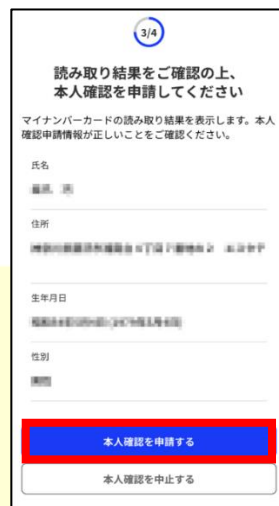 3/4
読み取り結果をご確認の上、
本人確認を申請してください
マイナンバーカードの読み取り結果を表示します。本人
確認申請情報が正しいことをご確認ください。
氏名
住所
生年月日
性別
本人確認を申請する
本人確認を中止する